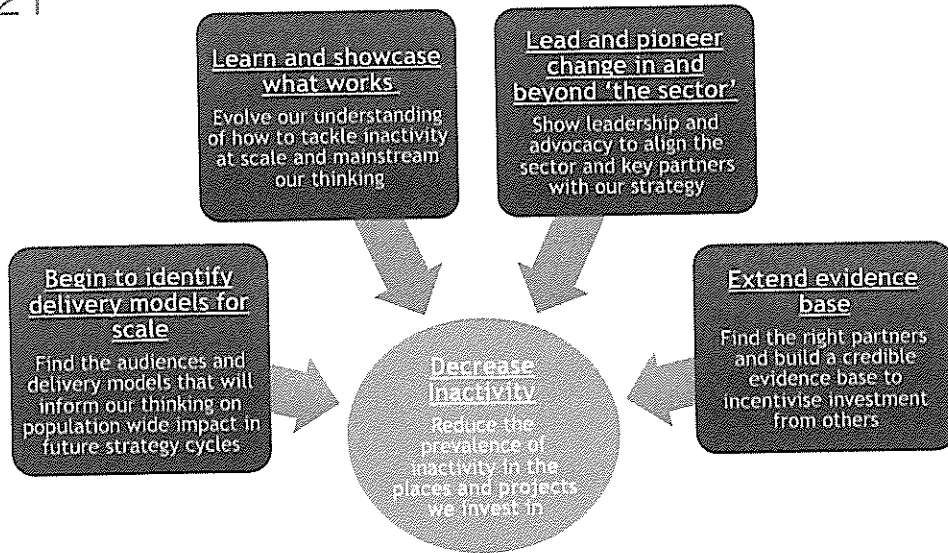 21
Learn and showcase
what works
Evolve our understanding
of how to tackle inactivity
at scale and mainstream
our thinking
Lead and pioneer
change in and
beyond ‘the sector’
Show leadership and
advocacy to align the
sector and key partners
with our strategy
Begin to identify
delivery models for
scale
Find the audiences and
delivery models that will
inform our thinking on
population wide impact in
future strategy cycles
Extend evidence
base
Find the right partners
and build a credible
evidence base to
incentivise investment
from others
Decrease
Inactivity
Reduce the
prevalence of
inactivity in the
places and projects
we invest in